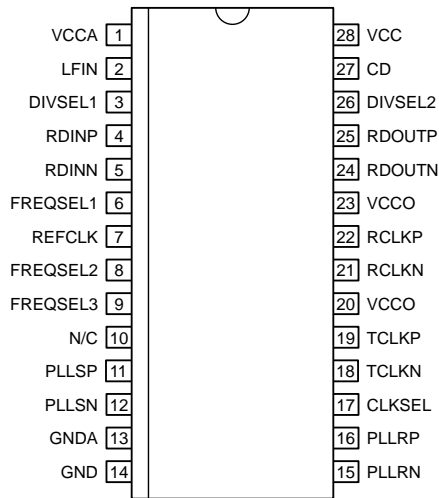 VCCA 1 28 VCC
LFIN 2 27 CD
DIVSEL1 3 26 DIVSEL2
RDINP 4 25 RDOUTP
RDINN 5 24 RDOUTN
FREQSEL1 6 23 VCCO
REFCLK 7 22 RCLKP
FREQSEL2 8 21 RCLKN
FREQSEL3 9 20 VCCO
N/C 10 19 TCLKP
PLLSP 11 18 TCLKN
PLLSN 12 17 CLKSEL
GNDA 13 16 PLLRP
GND 14 15 PLLRN